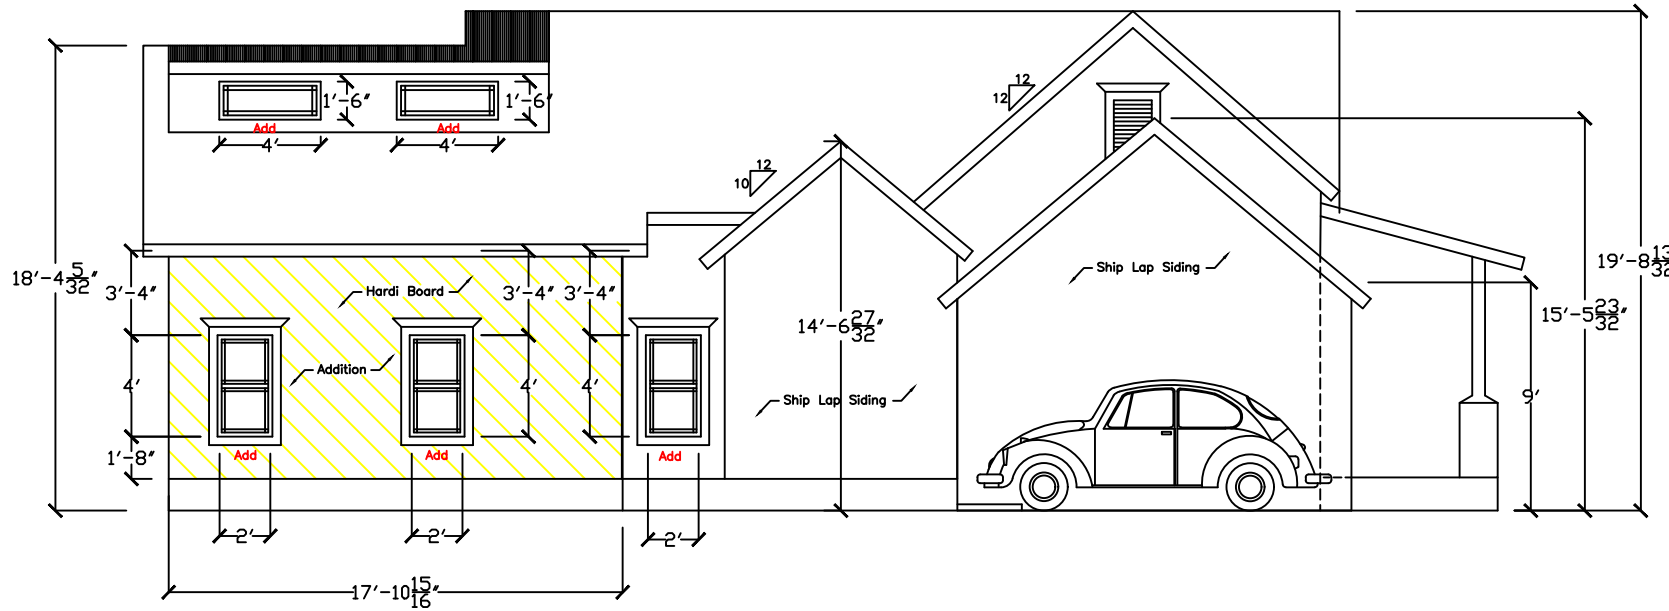 12
12
1'-6"
1'-6"
Add
Add
4'
4'
12
10
18'-4 5/32"
3'-4"
Hardi Board
3'-4"
3'-4"
Ship Lap Siding
19'-8 13/32
15'-5 23/32"
14'-6 27/32"
Addition
4'
4'
4'
Ship Lap Siding
9'
1'-8"
Add
Add
Add
2'
2'
2'
17'-10 15/16"